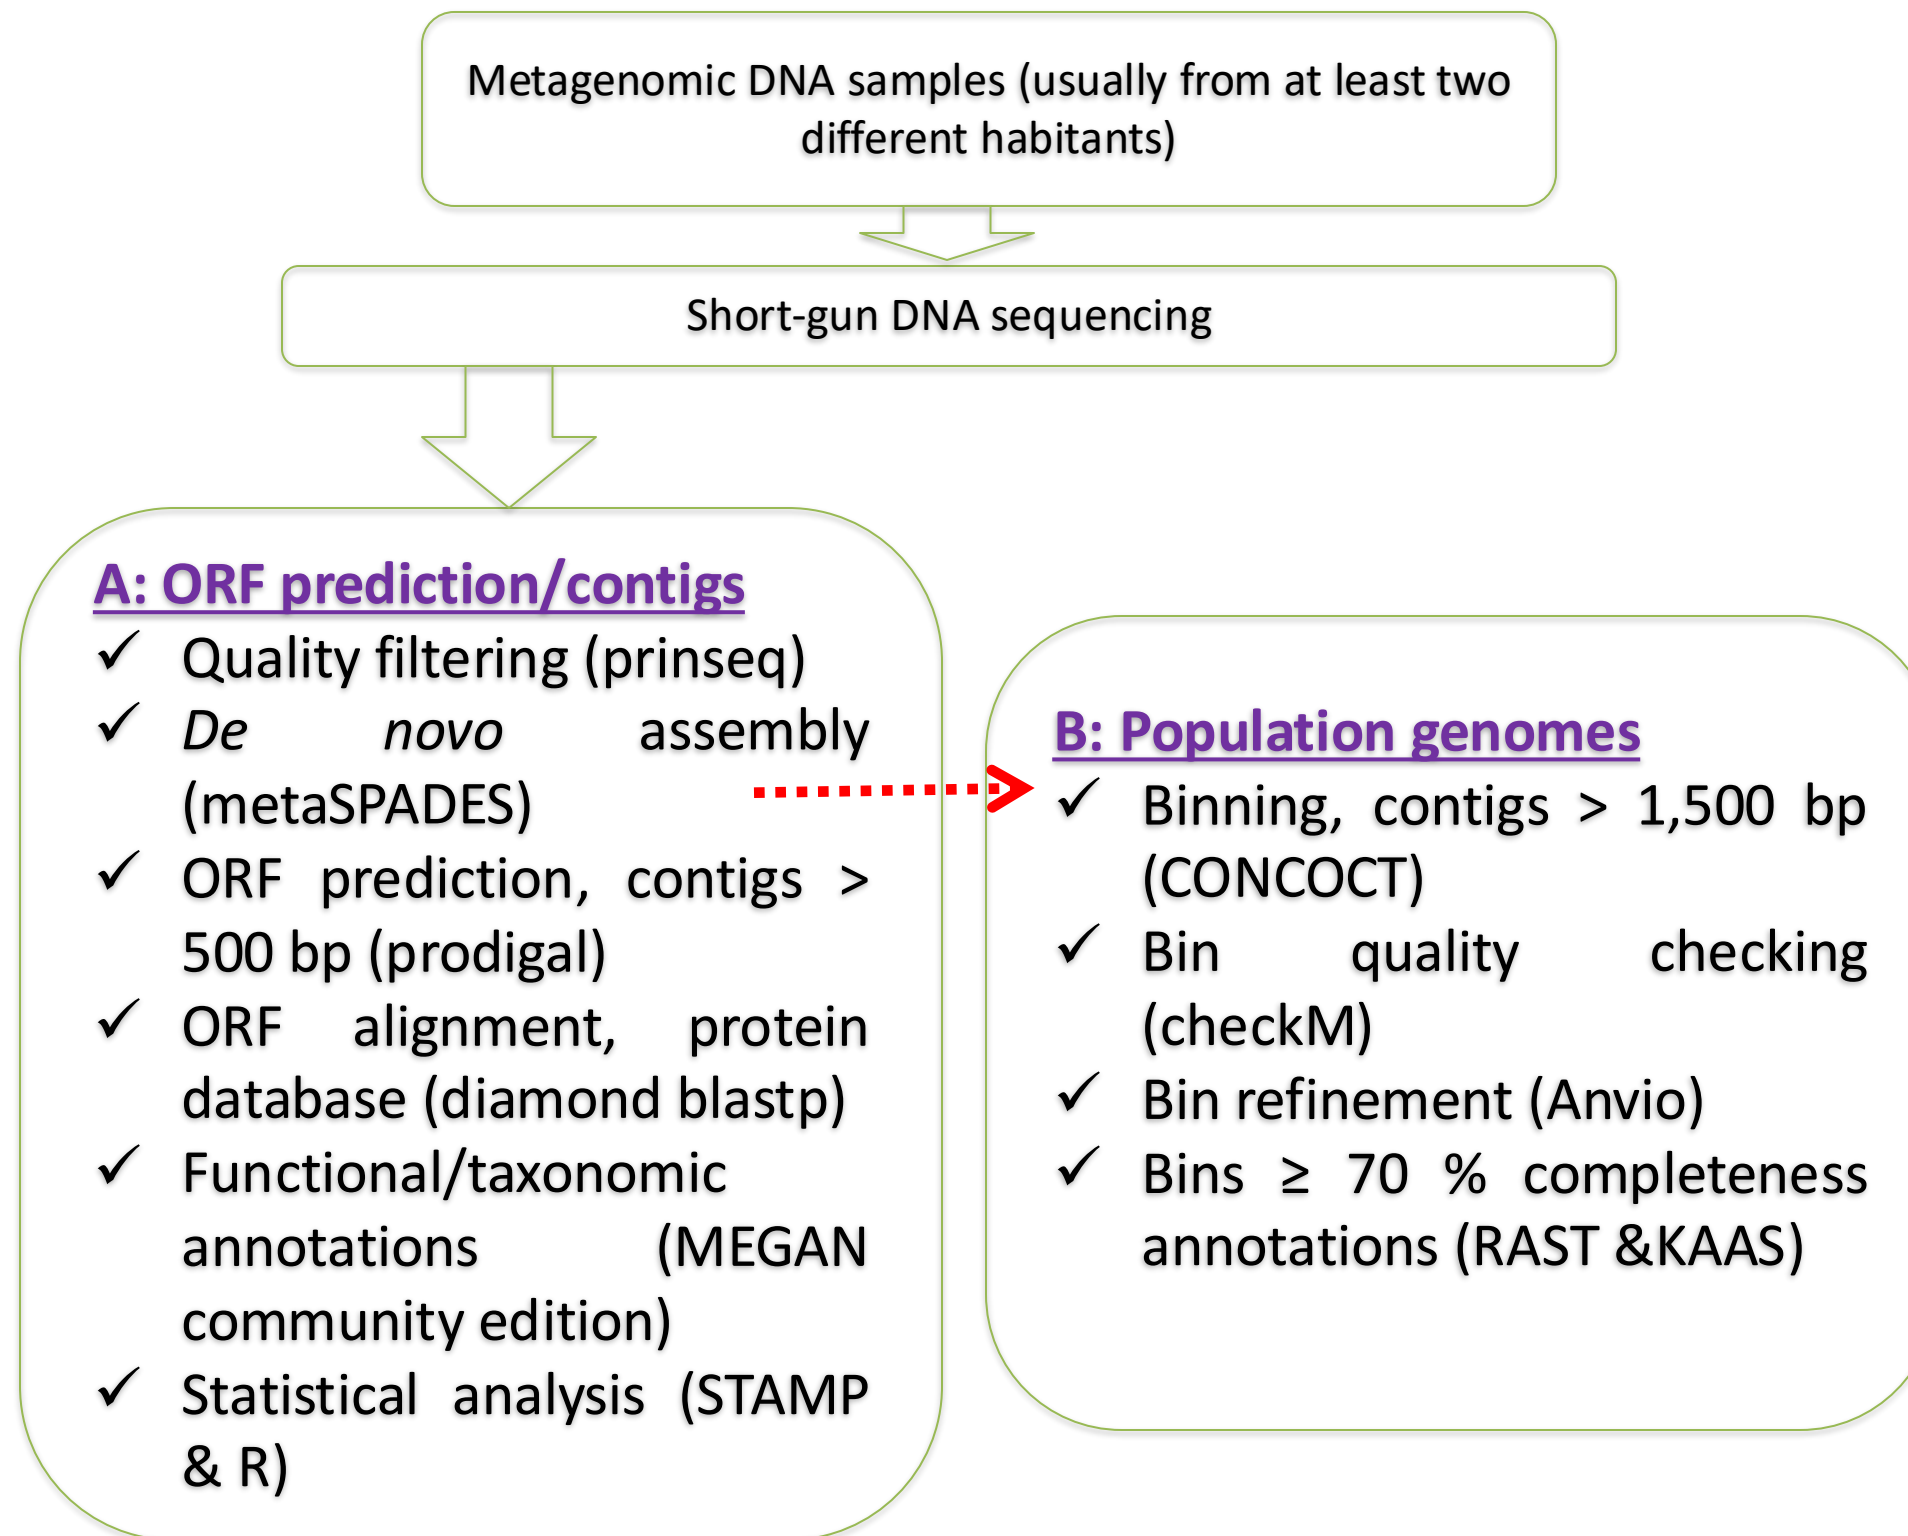 Metagenomic DNA samples (usually from at least two
different habitants)
Short-gun DNA sequencing
A: ORF prediction/contigs
✓ Quality filtering (prinseq)
✓ De novo assembly
(metaSPADES)
✓ ORF prediction, contigs >
500 bp (prodigal)
✓ ORF alignment, protein
database (diamond blastp)
✓ Functional/taxonomic
annotations (MEGAN
community edition)
✓ Statistical analysis (STAMP
& R)
B: Population genomes
✓ Binning, contigs > 1,500 bp
(CONCOCT)
✓ Bin quality checking
(checkM)
✓ Bin refinement (Anvio)
✓ Bins ≥ 70 % completeness
annotations (RAST &KAAS)